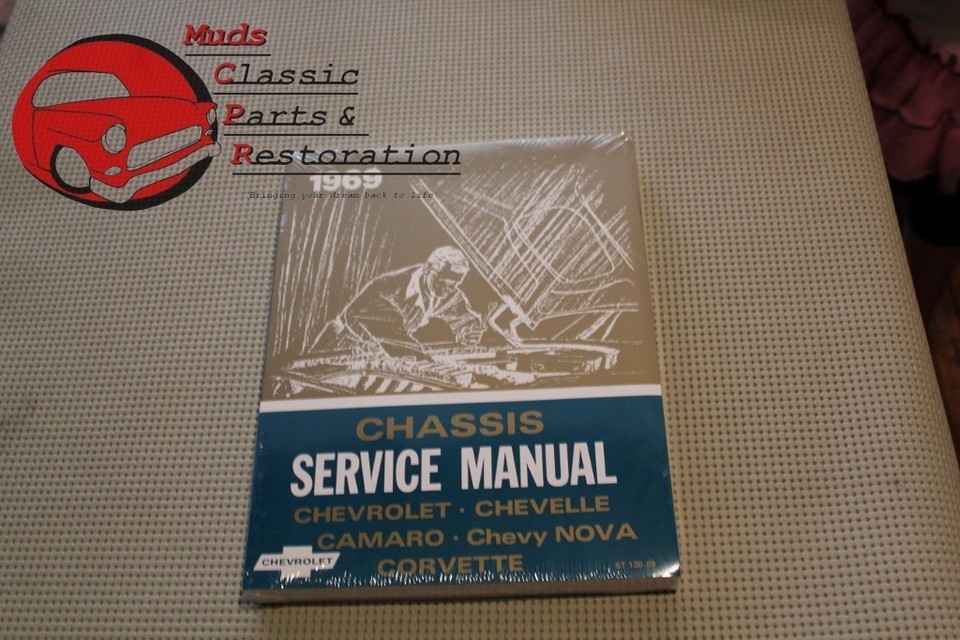 Muds
Classic
Parts &
Restoration
Bringing your dream back to life
1969
CHASSIS
SERVICE MANUAL
CHEVROLET · CHEVELLE
CAMARO · Chevy NOVA
CORVETTE
CHEVROLET
ST 130-69